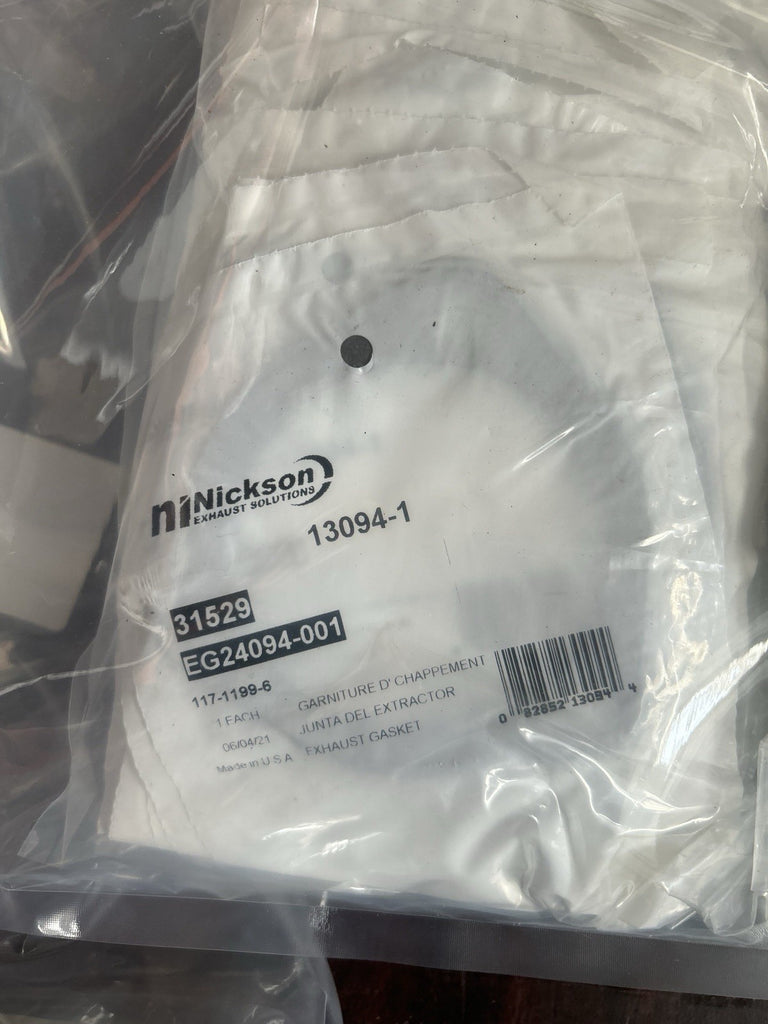 ni Nickson
EXHAUST SOLUTIONS
13094-1
31529
EG24094-001
117-1199-6
1 EACH
06/04/21
Made in U S A
GARNITURE D' CHAPPEMENT
JUNTA DEL EXTRACTOR
EXHAUST GASKET
0 82852 13094 4